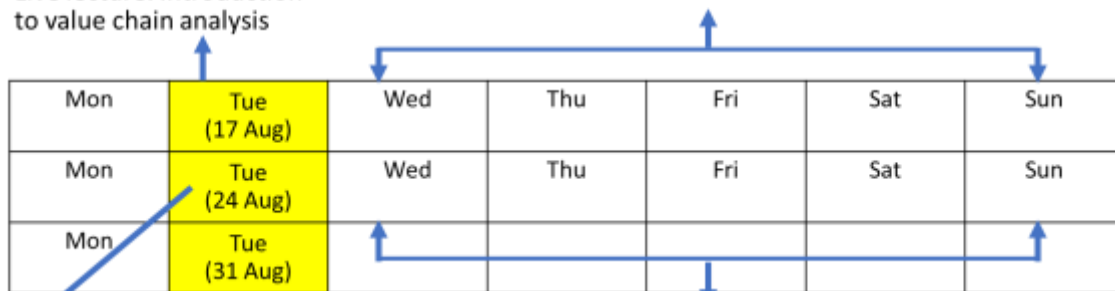 to value chain analysis
Mon Tue Wed Thu Fri Sat Sun
(17 Aug)
Mon Tue Wed Thu Fri Sat Sun
(24 Aug)
Mon Tue
(31 Aug)